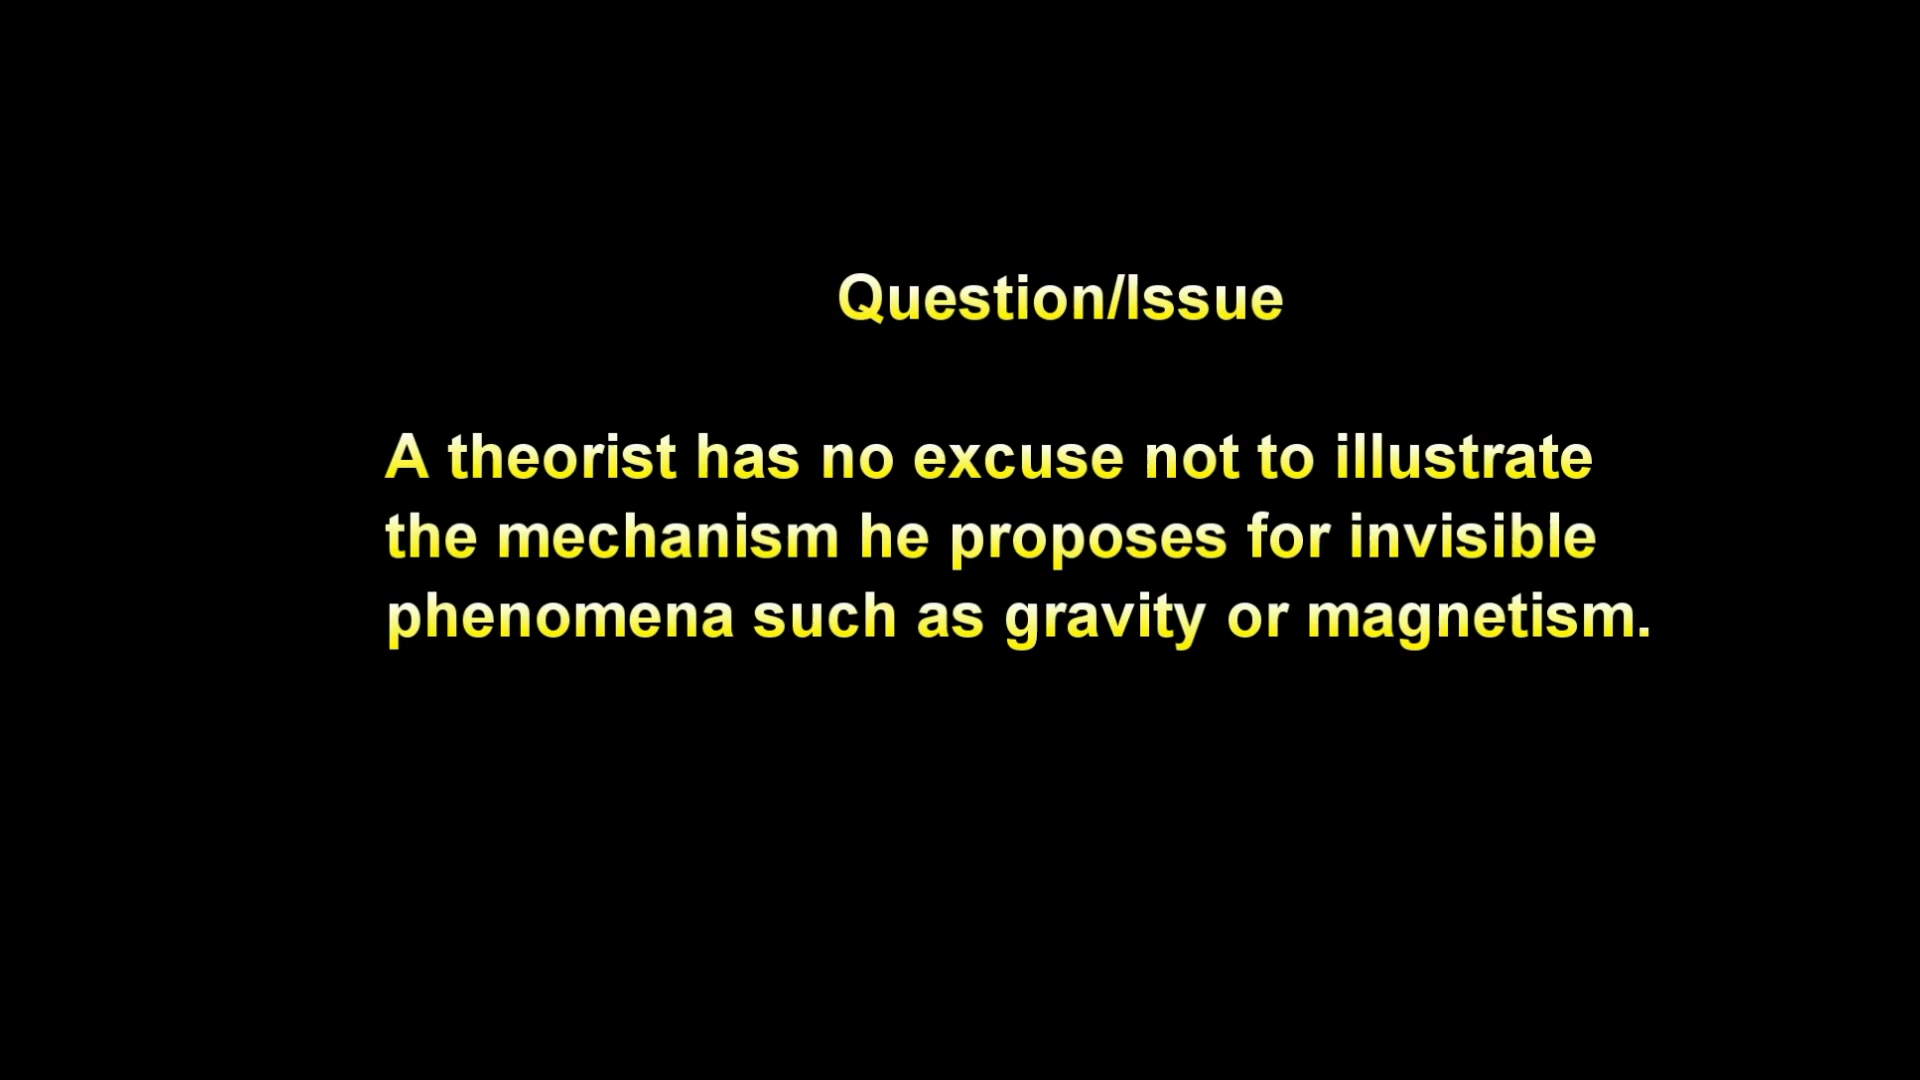 Question/Issue
A theorist has no excuse not to illustrate
the mechanism he proposes for invisible
phenomena such as gravity or magnetism.